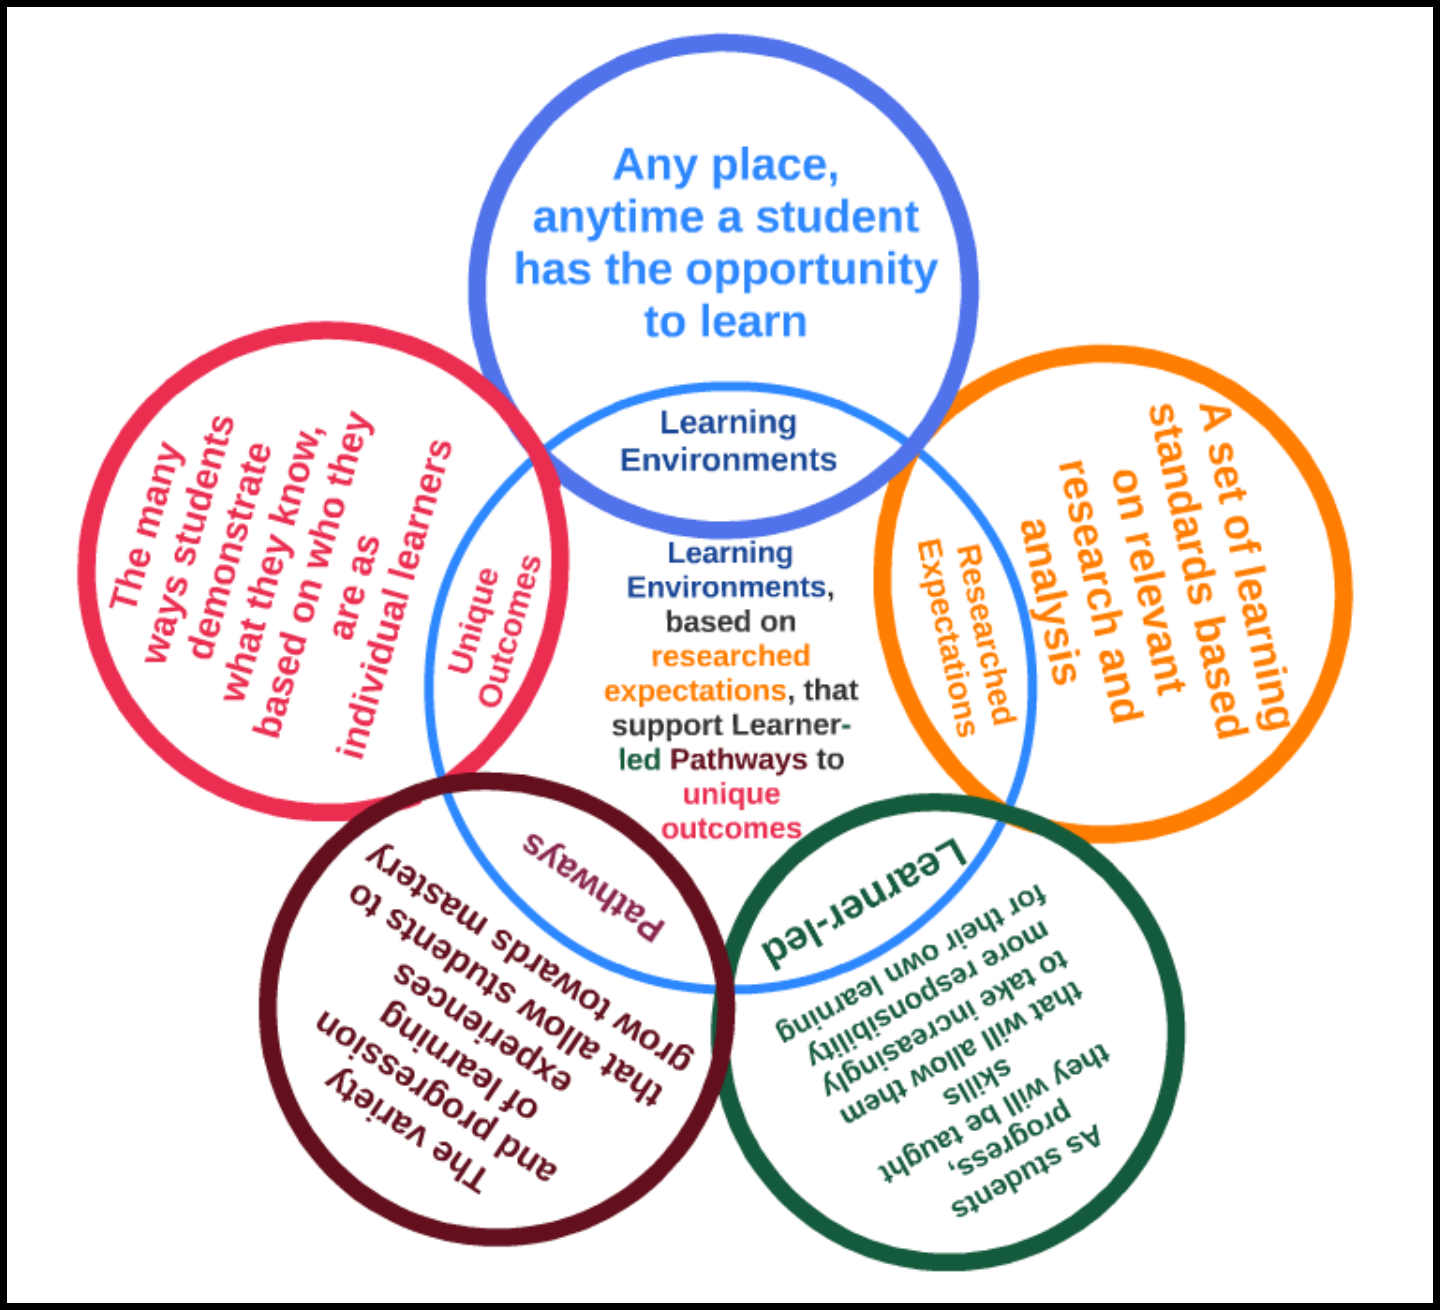 Any place,
anytime a student
has the opportunity
to learn
Learning
Environments
A set of learning
standards based
on relevant
research and
analysis
Researched
Expectations
As students
progress,
they will be taught
skills
that will allow them
to take increasingly
more responsibility
for their own learning
Learner-led
The variety
and progression
of learning
experiences
that allow students to
grow towards mastery
Pathways
The many
ways students
demonstrate
what they know,
based on who they
are as
individual learners
Unique
Outcomes
Learning
Environments,
based on
researched
expectations, that
support Learner-
led Pathways to
unique
outcomes